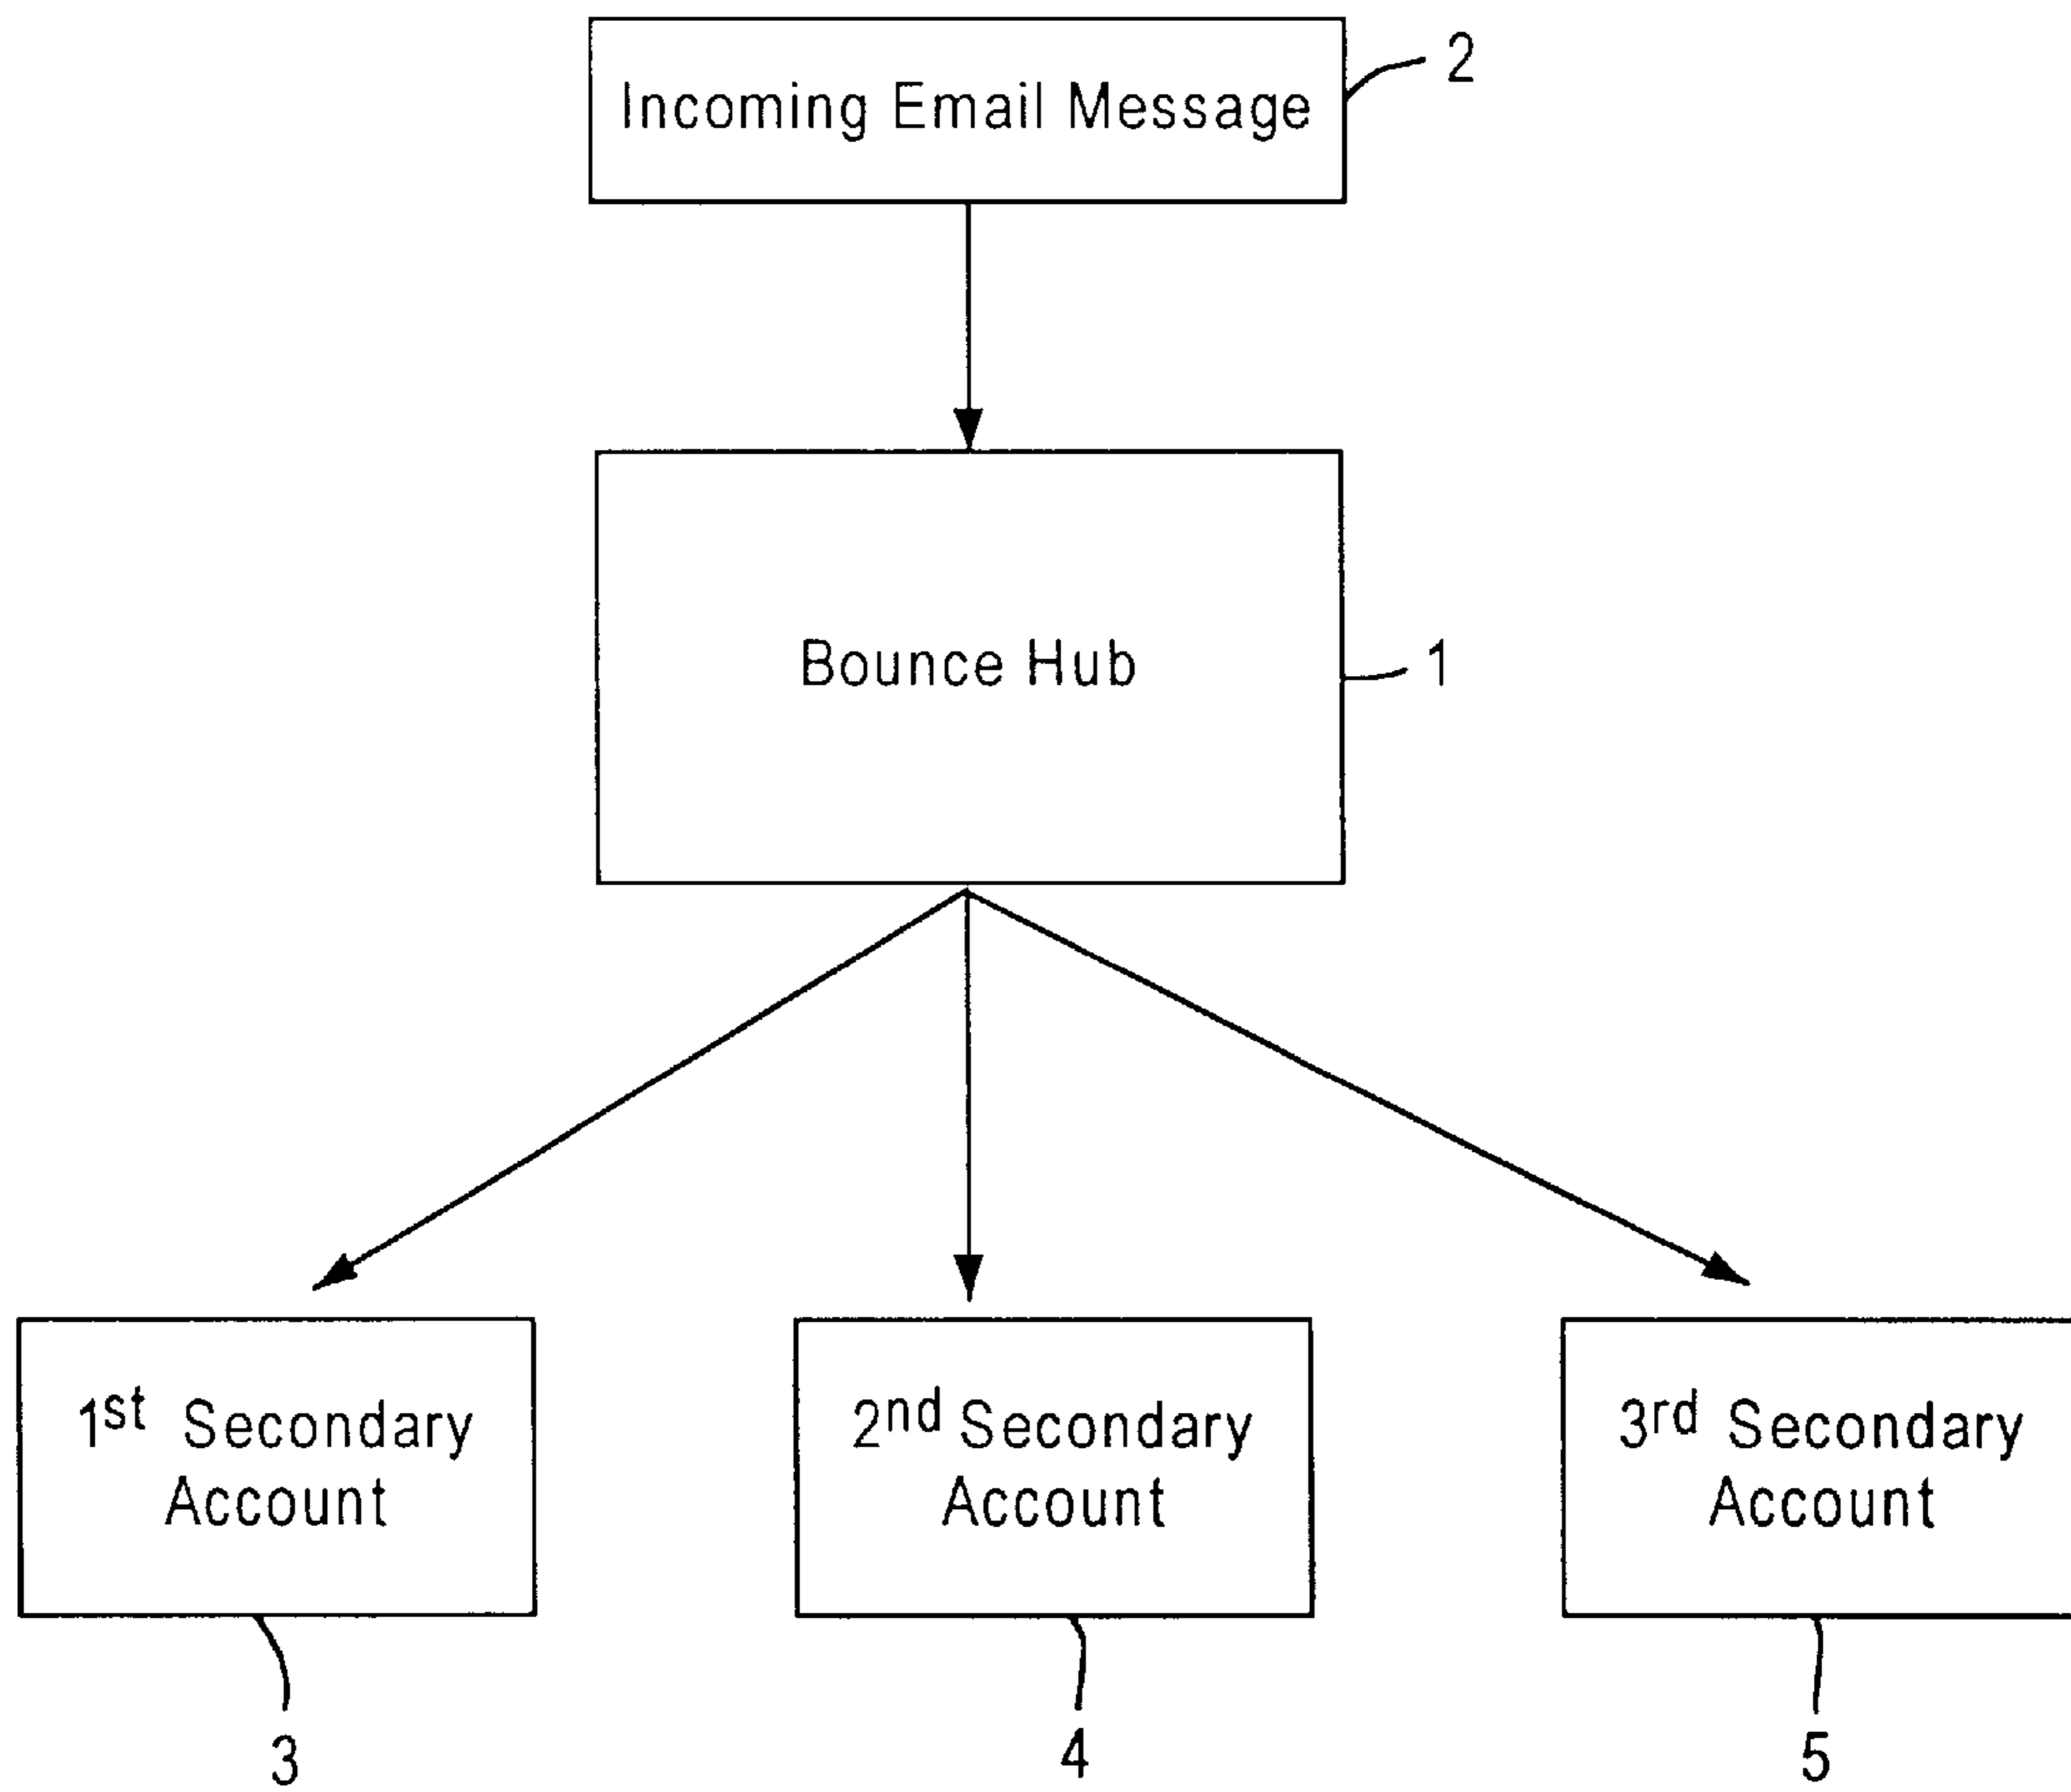 Incoming Email Message
2
Bounce Hub
1
1st Secondary
Account
2nd Secondary
Account
3rd Secondary
Account
3
4
5